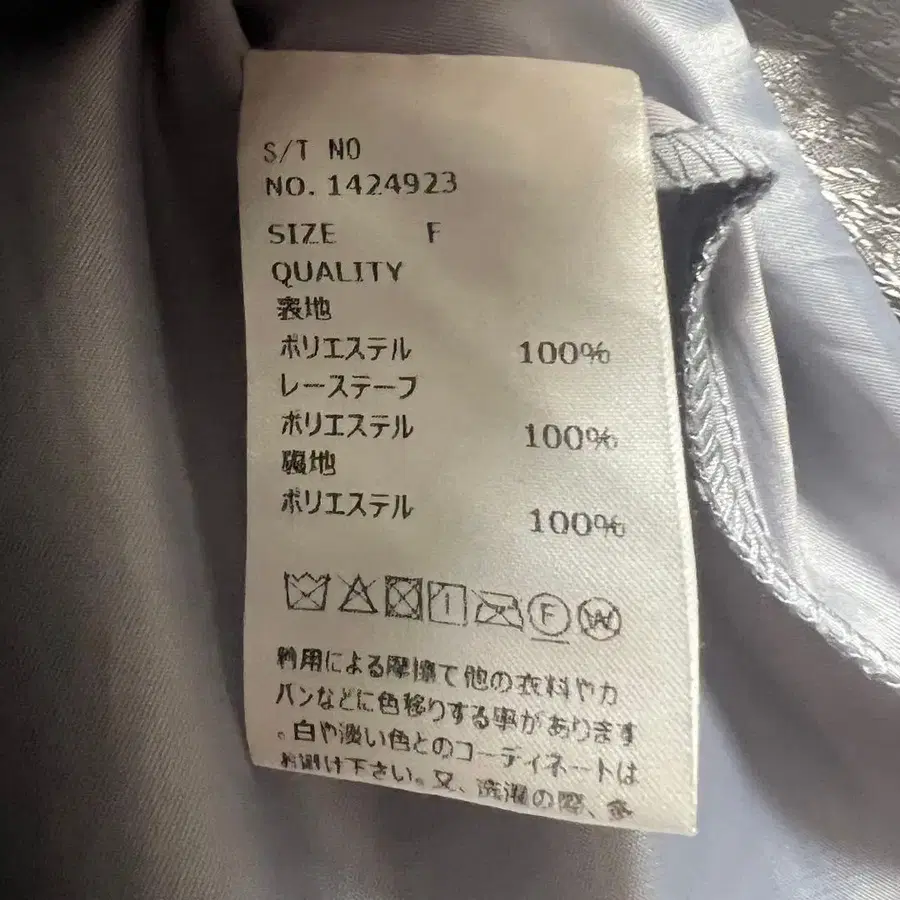 S/T NO
NO. 1424923
SIZE F
QUALITY
表地
ポリエステル 100%
レーステープ
ポリエステル 100%
裏地
ポリエステル 100%
F W
着用による摩擦で他の衣料やカ
バンなどに色移りする事があります
。白や淡い色とのコーディネートは
お避け下さい。又、洗濯の際、多